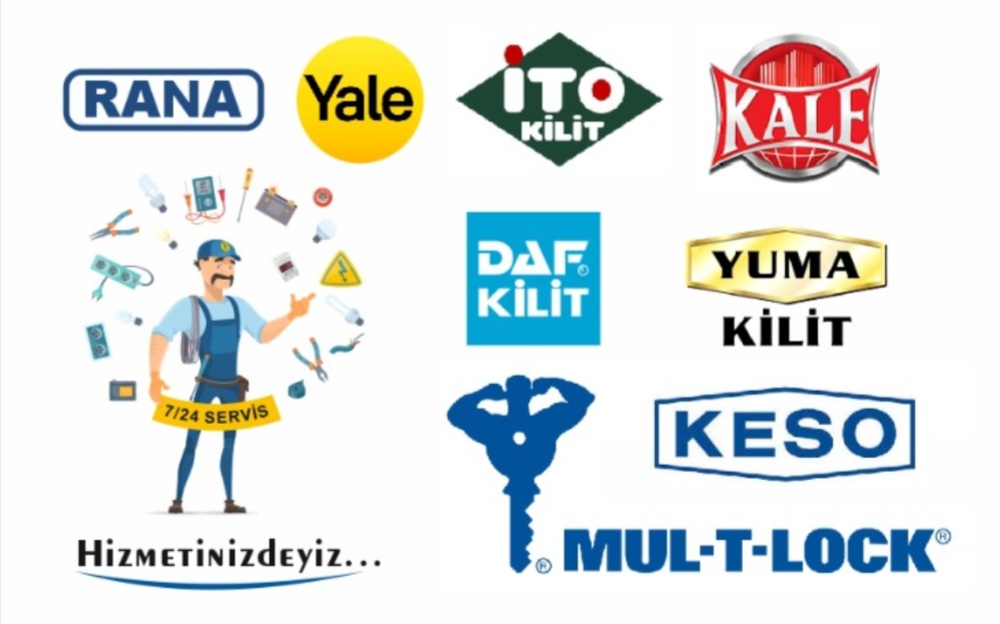 RANA
Yale
İTO
KİLİT
KALE
DAF
KİLİT
YUMA
KİLİT
7/24 SERVİS
KESO
Hizmetinizdeyiz...
® MUL-T-LOCK®